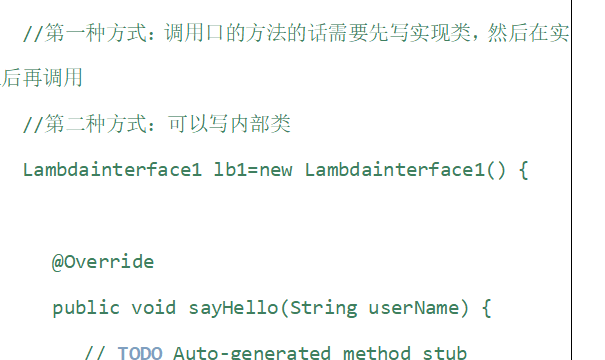 //第一种方式：调用口的方法的话需要先写实现类，然后在实
后再调用
//第二种方式：可以写内部类
Lambdainterface1 lb1=new Lambdainterface1() {
@Override
public void sayHello(String userName) {
// TODO Auto-generated method stub